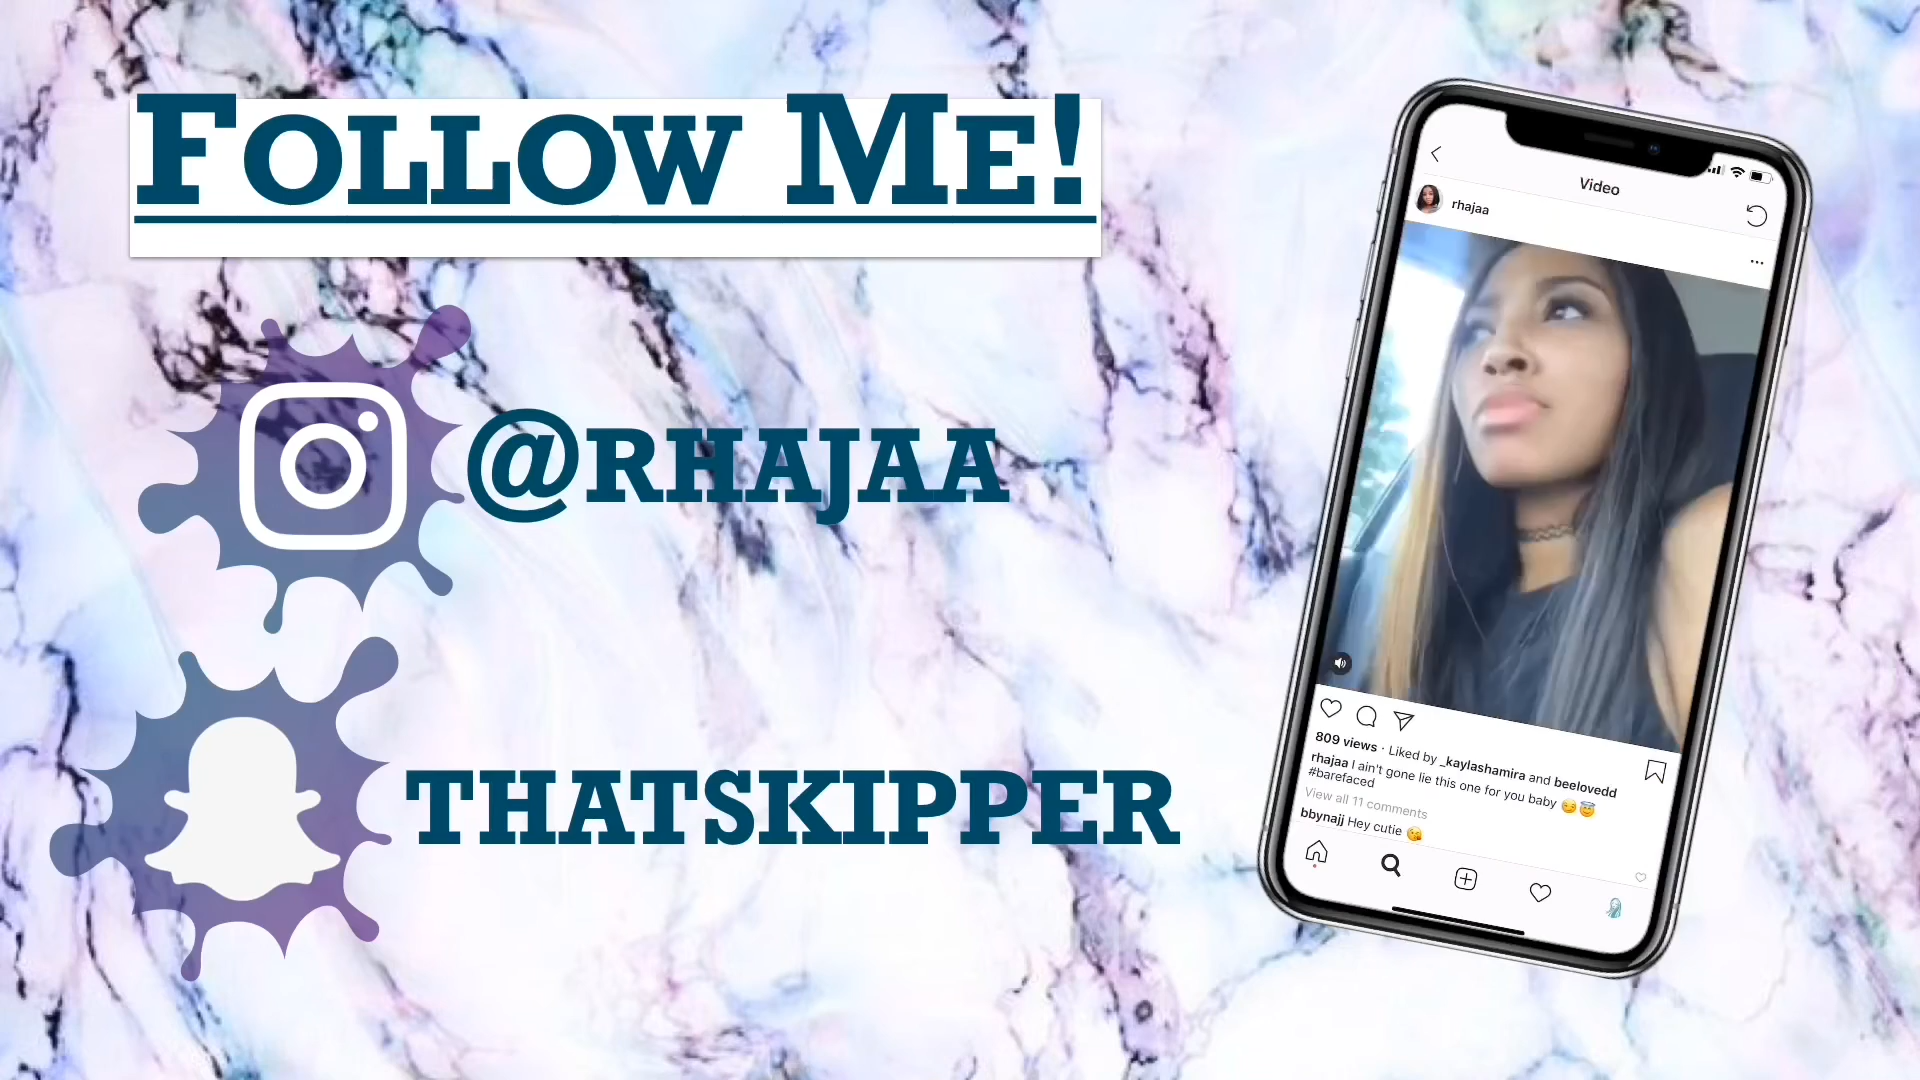 FOLLOW ME!
@RHAJAA
THATSKIPPER
Video
rhajaa
809 views · Liked by _kaylashamira and beelovedd
rhajaa I ain't gone lie this one for you baby 😏😇
#barefaced
View all 11 comments
bbynajj Hey cutie 😘